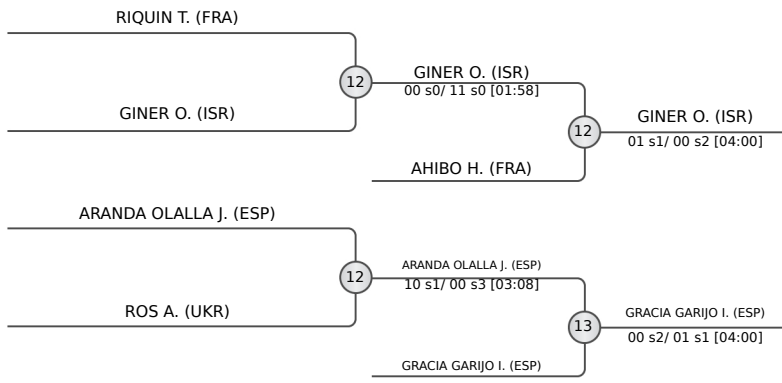 RIQUIN T. (FRA)
12
GINER O. (ISR)
00 s0/ 11 s0 [01:58]
GINER O. (ISR)
12
GINER O. (ISR)
01 s1/ 00 s2 [04:00]
AHIBO H. (FRA)
ARANDA OLALLA J. (ESP)
12
ARANDA OLALLA J. (ESP)
10 s1/ 00 s3 [03:08]
ROS A. (UKR)
13
GRACIA GARIJO I. (ESP)
00 s2/ 01 s1 [04:00]
GRACIA GARIJO I. (ESP)